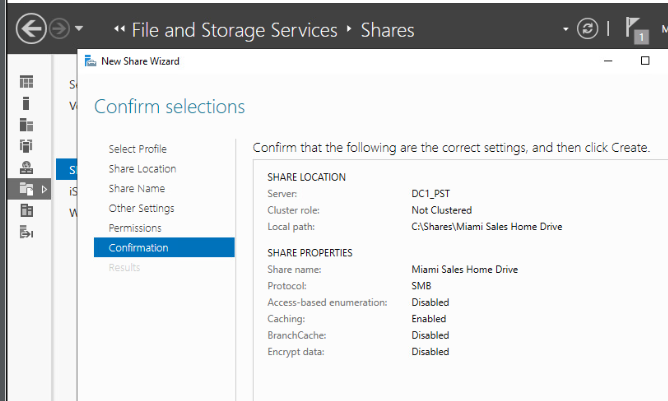 File and Storage Services
Shares
1
M
New Share Wizard
S
V
S
iS
W
Confirm selections
Select Profile
Share Location
Share Name
Other Settings
Permissions
Confirmation
Results
Confirm that the following are the correct settings, and then click Create.
SHARE LOCATION
Server: DC1_PST
Cluster role: Not Clustered
Local path: C:\Shares\Miami Sales Home Drive
SHARE PROPERTIES
Share name: Miami Sales Home Drive
Protocol: SMB
Access-based enumeration: Disabled
Caching: Enabled
BranchCache: Disabled
Encrypt data: Disabled